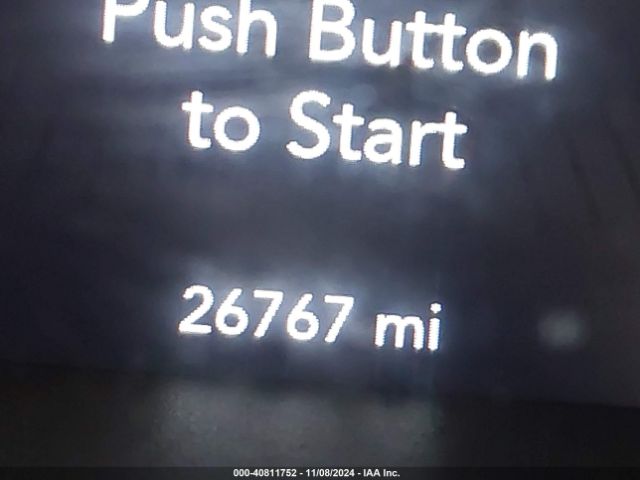 Push Button
to Start
26767 mi
000-40811752 - 11/08/2024 - IAA Inc.